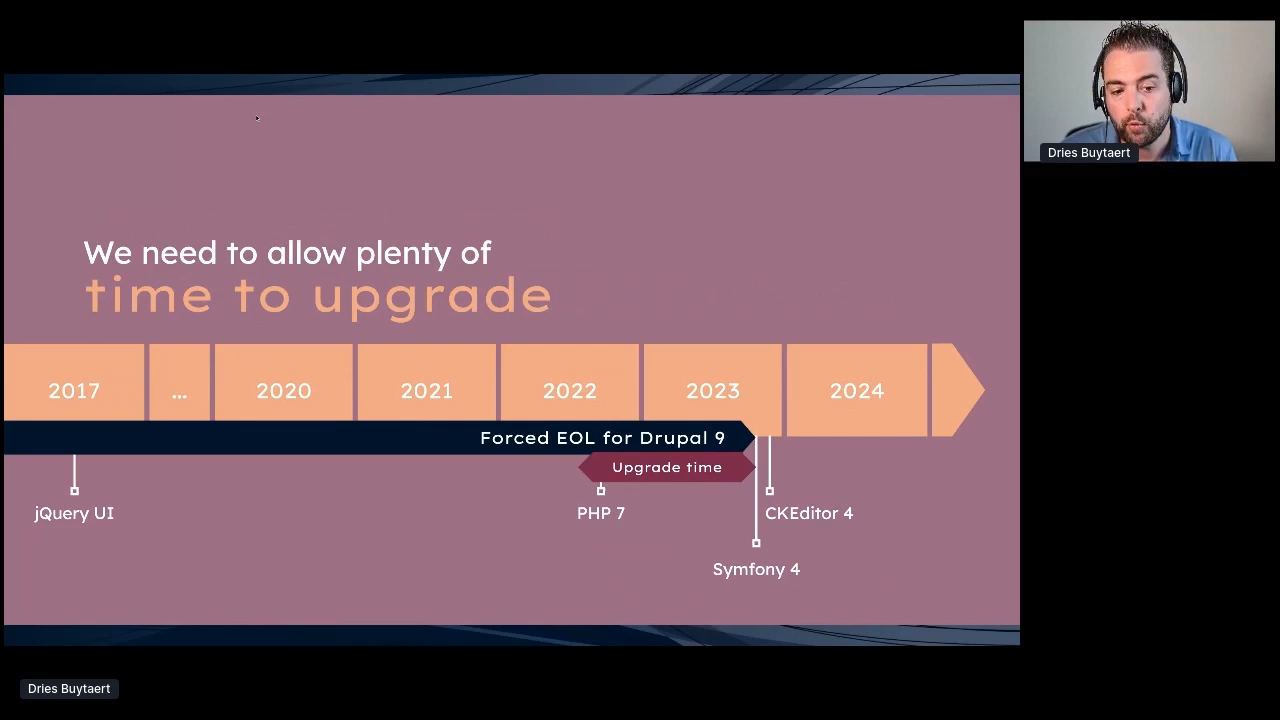 We need to allow plenty of
time to upgrade
2017
...
2020
2021
2022
2023
2024
Forced EOL for Drupal 9
Upgrade time
jQuery UI
PHP 7
CKEditor 4
Symfony 4
Dries Buytaert
Dries Buytaert